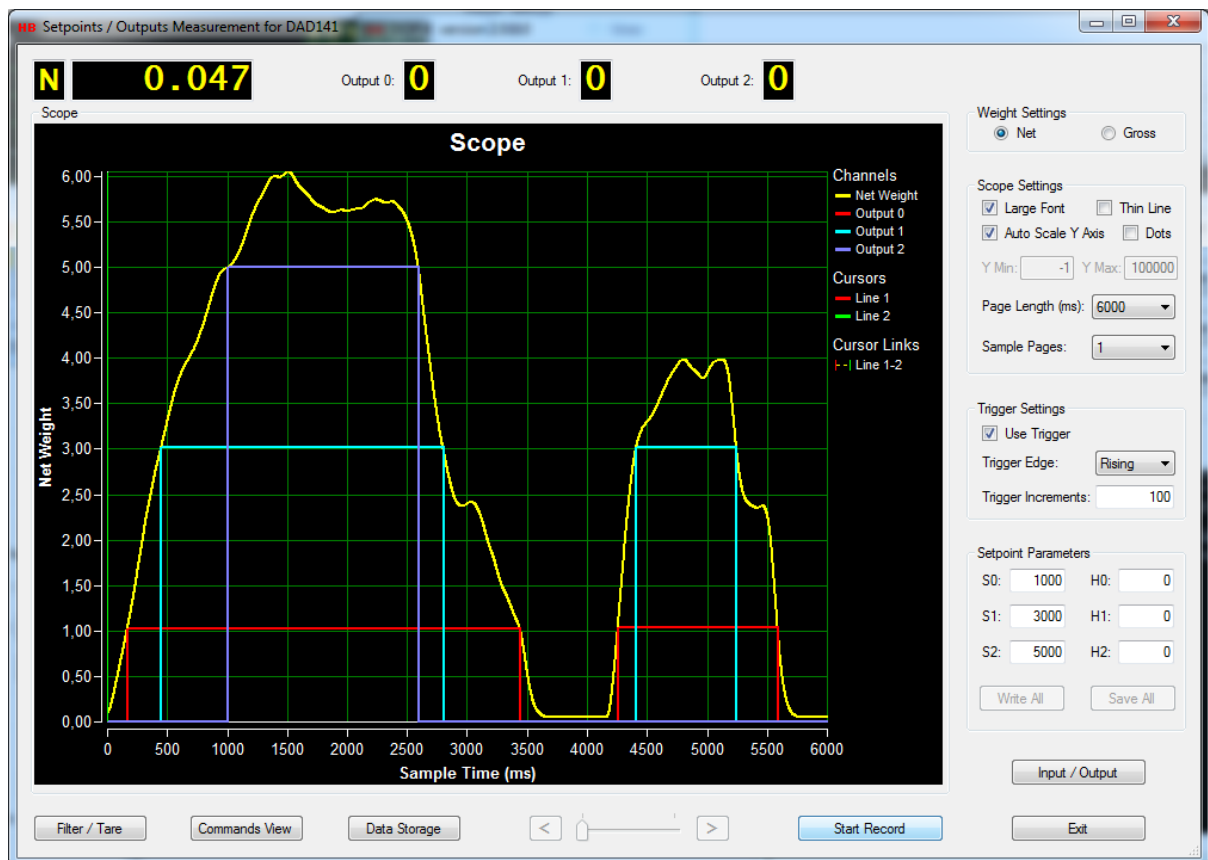 HB Setpoints / Outputs Measurement for DAD141
N 0.047 Output 0: 0 Output 1: 0 Output 2: 0
Scope
Scope
Net Weight
6,00
5,50
5,00
4,50
4,00
3,50
3,00
2,50
2,00
1,50
1,00
0,50
0,00
0 500 1000 1500 2000 2500 3000 3500 4000 4500 5000 5500 6000
Sample Time (ms)
Channels
Net Weight
Output 0
Output 1
Output 2
Cursors
Line 1
Line 2
Cursor Links
Line 1-2
Weight Settings
Net Gross
Scope Settings
Large Font Thin Line
Auto Scale Y Axis Dots
Y Min: -1 Y Max: 100000
Page Length (ms): 6000
Sample Pages: 1
Trigger Settings
Use Trigger
Trigger Edge: Rising
Trigger Increments: 100
Setpoint Parameters
S0: 1000 H0: 0
S1: 3000 H1: 0
S2: 5000 H2: 0
Write All Save All
Input / Output
Filter / Tare Commands View Data Storage < > Start Record Exit